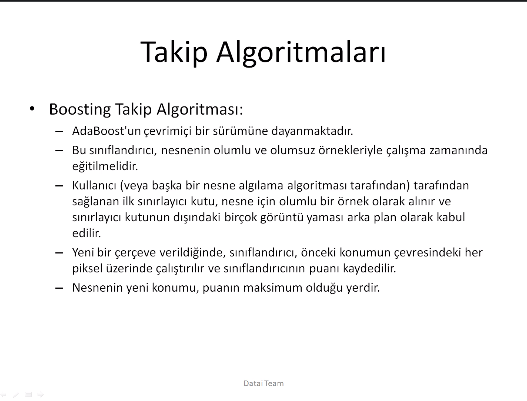 Takip Algoritmaları
• Boosting Takip Algoritması:
– AdaBoost'un çevrimiçi bir sürümüne dayanmaktadır.
– Bu sınıflandırıcı, nesnenin olumlu ve olumsuz örnekleriyle çalışma zamanında
eğitilmelidir.
– Kullanıcı (veya başka bir nesne algılama algoritması tarafından) tarafından
sağlanan ilk sınırlayıcı kutu, nesne için olumlu bir örnek olarak alınır ve
sınırlayıcı kutunun dışındaki birçok görüntü yaması arka plan olarak kabul
edilir.
– Yeni bir çerçeve verildiğinde, sınıflandırıcı, önceki konumun çevresindeki her
piksel üzerinde çalıştırılır ve sınıflandırıcının puanı kaydedilir.
– Nesnenin yeni konumu, puanın maksimum olduğu yerdir.
Datai Team